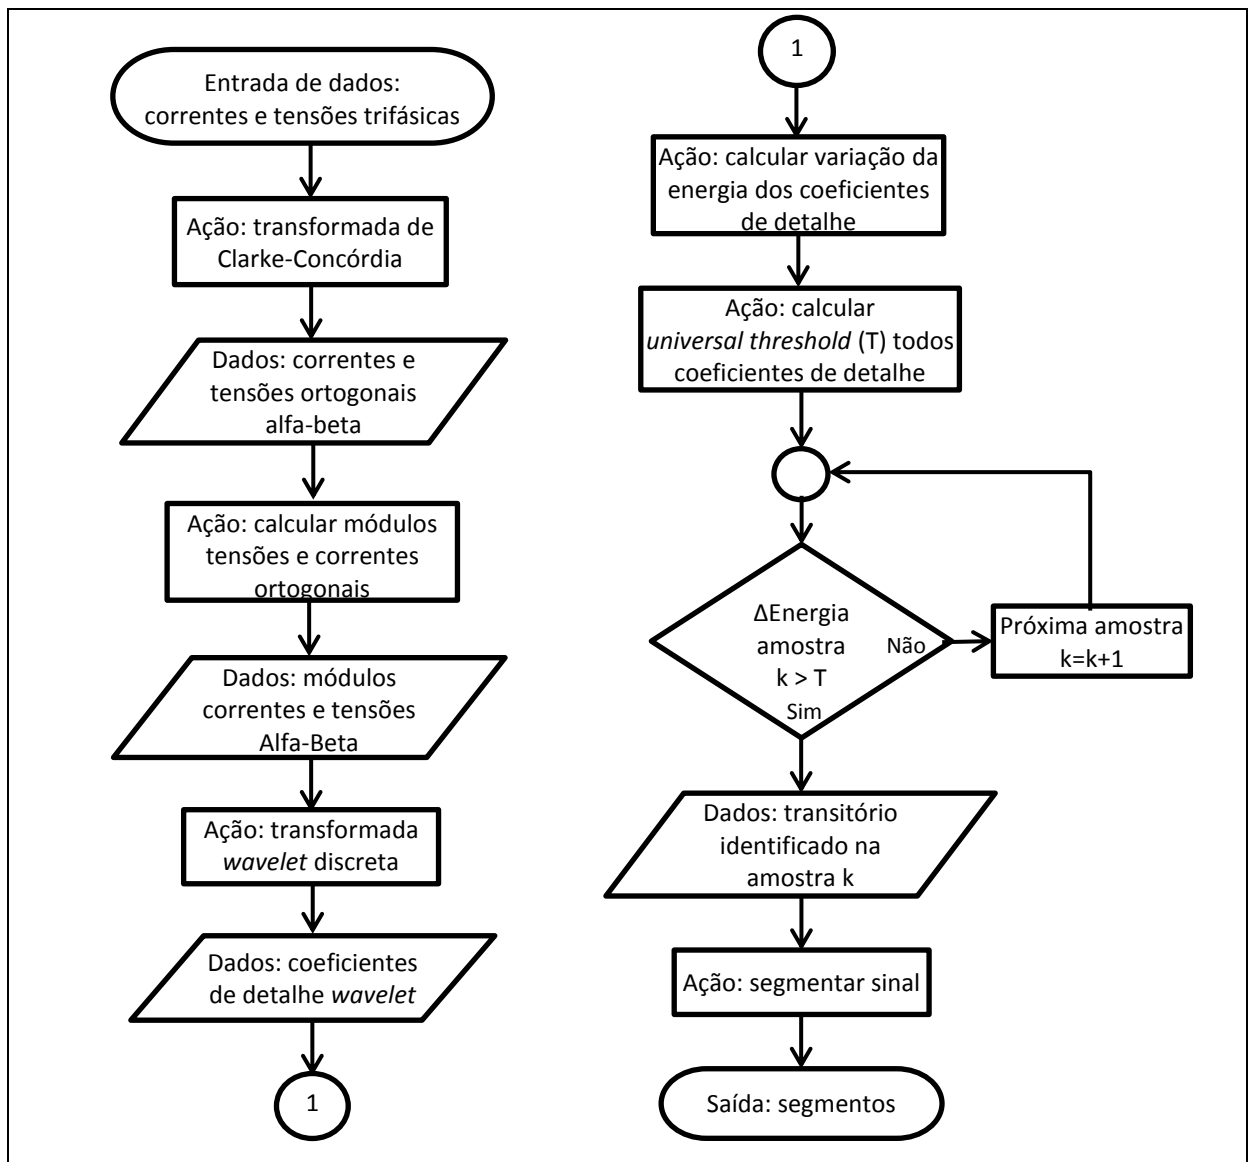 Entrada de dados:
correntes e tensões trifásicas
Ação: transformada de
Clarke-Concórdia
Dados: correntes e
tensões ortogonais
alfa-beta
Ação: calcular módulos
tensões e correntes
ortogonais
Dados: módulos
correntes e tensões
Alfa-Beta
Ação: transformada
wavelet discreta
Dados: coeficientes
de detalhe wavelet
1
1
Ação: calcular variação da
energia dos coeficientes
de detalhe
Ação: calcular
universal threshold (T) todos
coeficientes de detalhe
ΔEnergia
amostra
k > T
Não
Sim
Próxima amostra
k=k+1
Dados: transitório
identificado na
amostra k
Ação: segmentar sinal
Saída: segmentos